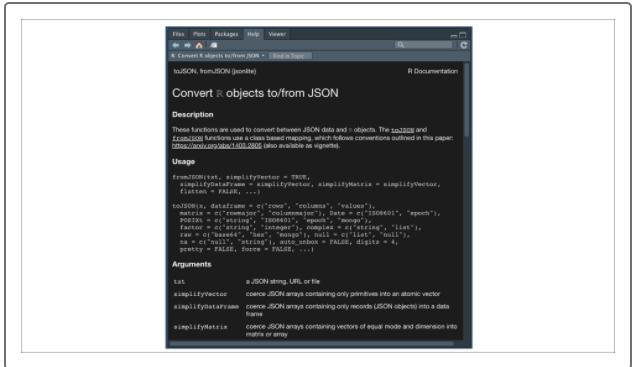 Files Plots Packages Help Viewer
R: Convert R objects to/from JSON Find in Topic
toJSON, fromJSON {jsonlite} R Documentation
Convert R objects to/from JSON
Description
These functions are used to convert between JSON data and R objects. The toJSON and
fromJSON functions use a class based mapping, which follows conventions outlined in this paper:
https://arxiv.org/abs/1403.2805 (also available as vignette).
Usage
fromJSON(txt, simplifyVector = TRUE,
simplifyDataFrame = simplifyVector, simplifyMatrix = simplifyVector,
flatten = FALSE, ...)
toJSON(x, dataframe = c("rows", "columns", "values"),
matrix = c("rowmajor", "columnmajor"), Date = c("ISO8601", "epoch"),
POSIXt = c("string", "ISO8601", "epoch", "mongo"),
factor = c("string", "integer"), complex = c("string", "list"),
raw = c("base64", "hex", "mongo"), null = c("list", "null"),
na = c("null", "string"), auto_unbox = FALSE, digits = 4,
pretty = FALSE, force = FALSE, ...)
Arguments
txt a JSON string, URL or file
simplifyVector coerce JSON arrays containing only primitives into an atomic vector
simplifyDataFrame coerce JSON arrays containing only records (JSON objects) into a data
frame
simplifyMatrix coerce JSON arrays containing vectors of equal mode and dimension into
matrix or array